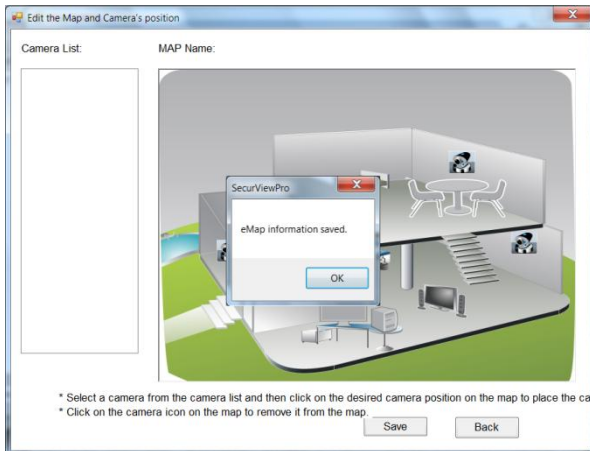 Edit the Map and Camera's position
Camera List:
MAP Name:
SecurViewPro
eMap information saved.
OK
* Select a camera from the camera list and then click on the desired camera position on the map to place the ca
* Click on the camera icon on the map to remove it from the map.
Save
Back